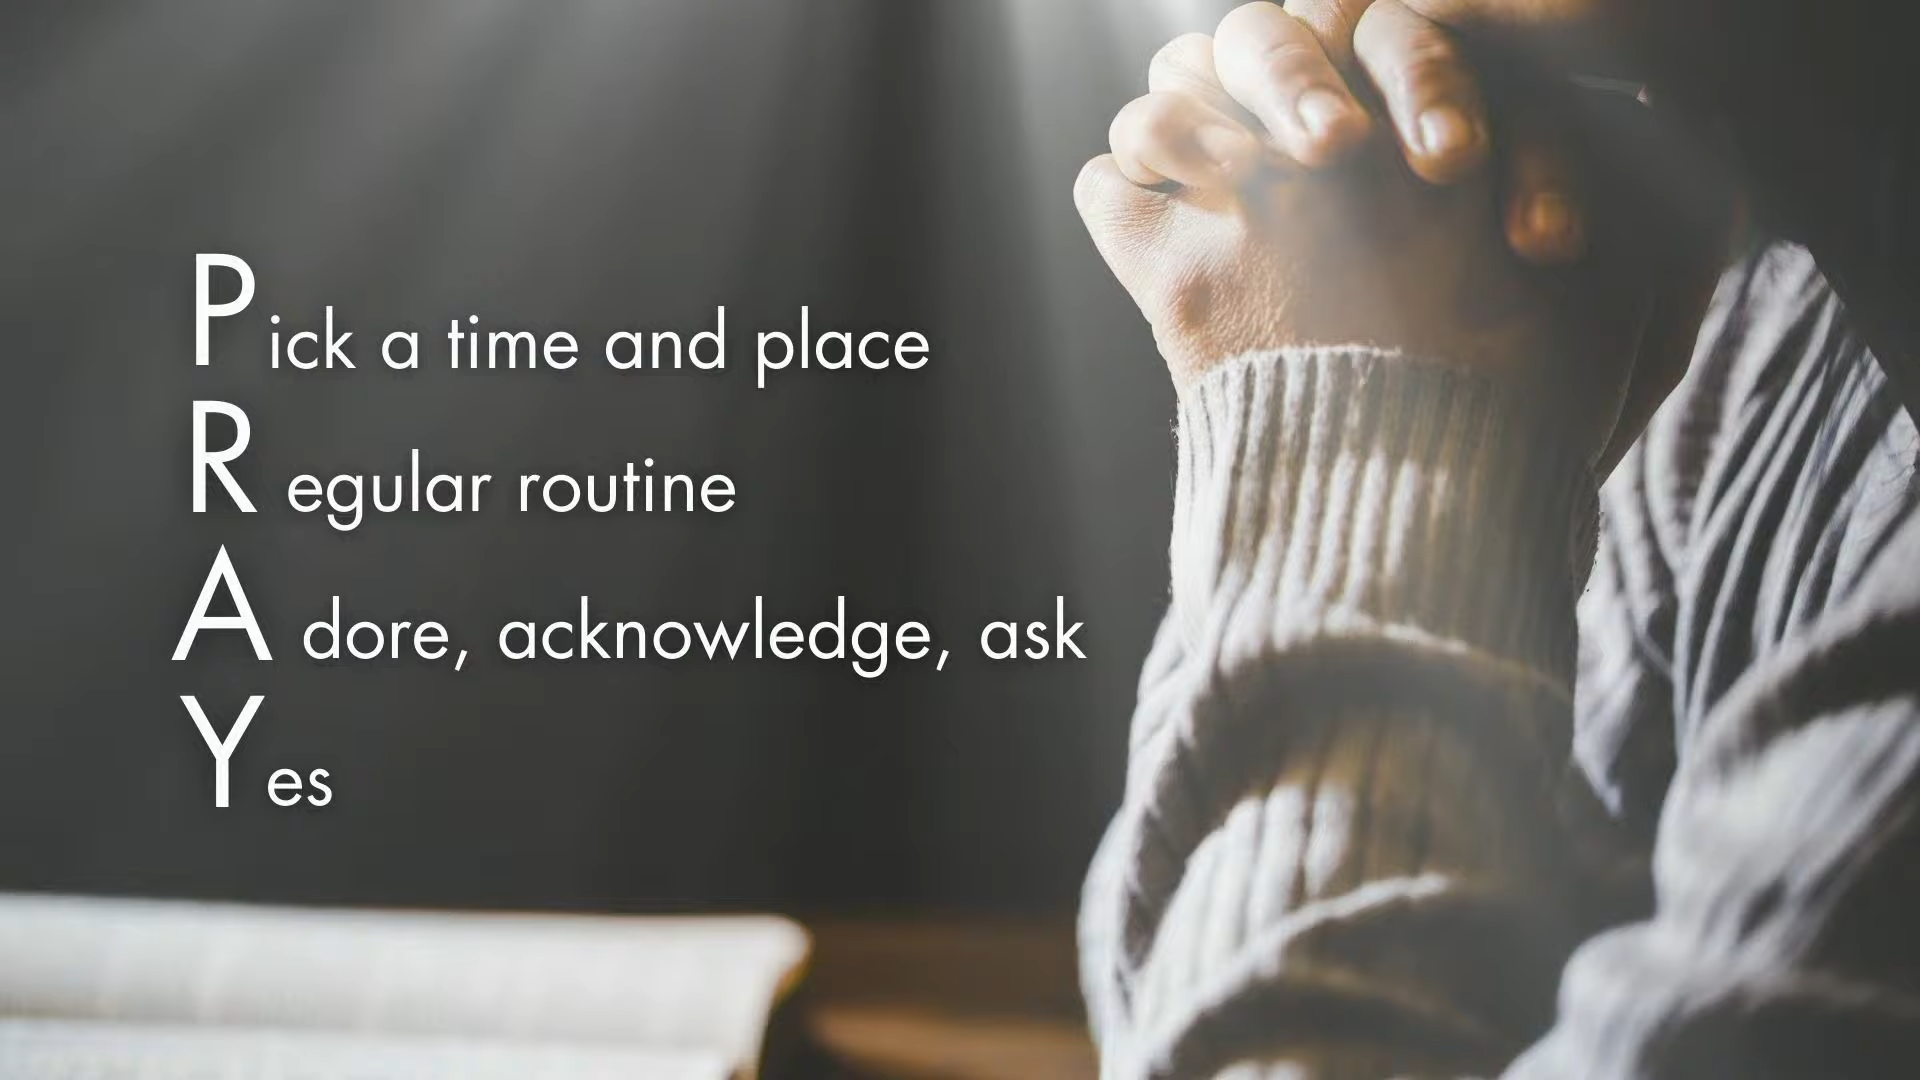 Pick a time and place
Regular routine
Adore, acknowledge, ask
Yes